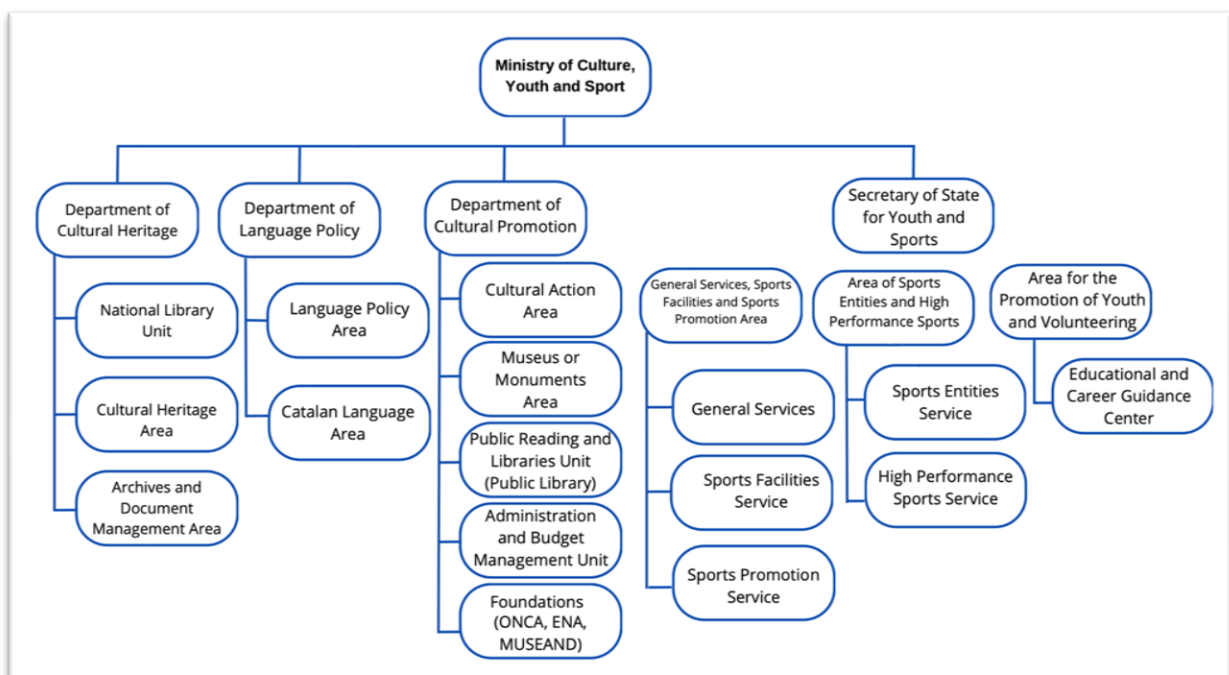 Ministry of Culture,
Youth and Sport
Department of
Cultural Heritage
National Library
Unit
Cultural Heritage
Area
Archives and
Document
Management Area
Department of
Language Policy
Language Policy
Area
Catalan Language
Area
Department of
Cultural Promotion
Cultural Action
Area
Museus or
Monuments
Area
Public Reading and
Libraries Unit
(Public Library)
Administration
and Budget
Management Unit
Foundations
(ONCA, ENA,
MUSEAND)
Secretary of State
for Youth and
Sports
General Services, Sports
Facilities and Sports
Promotion Area
General Services
Sports Facilities
Service
Sports Promotion
Service
Area of Sports
Entities and High
Performance Sports
Sports Entities
Service
High Performance
Sports Service
Area for the
Promotion of Youth
and Volunteering
Educational and
Career Guidance
Center